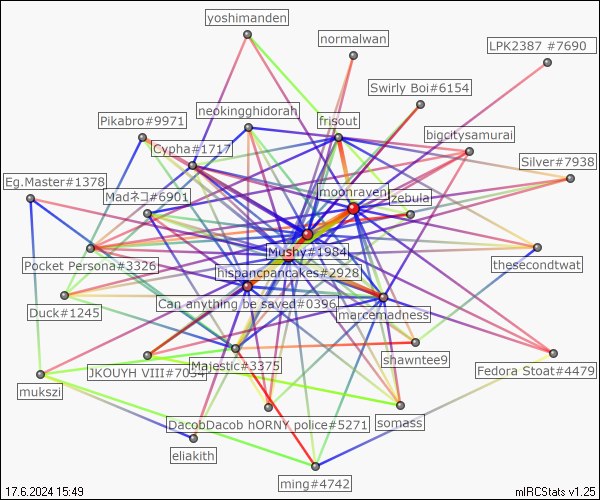 yoshimanden
normalwan
LPK2387 #7690
Swirly Boi#6154
neokingghidorah
Pikabro#9971
frisout
bigcitysamurai
Cypha#1717
Silver#7938
Eg.Master#1378
Madネコ#6901
moonraven
zebula
Mushy#1984
Pocket Persona#3326
hispancpancakes#2928
thesecondtwat
Duck#1245
Can anything be saved#0396
marcemadness
shawntee9
JKOUYH VIII#7034
Majestic#3375
Fedora Stoat#4479
mukszi
DacobDacob hORNY police#5271
somass
eliakith
ming#4742
17.6.2024 15:49
mIRCStats v1.25